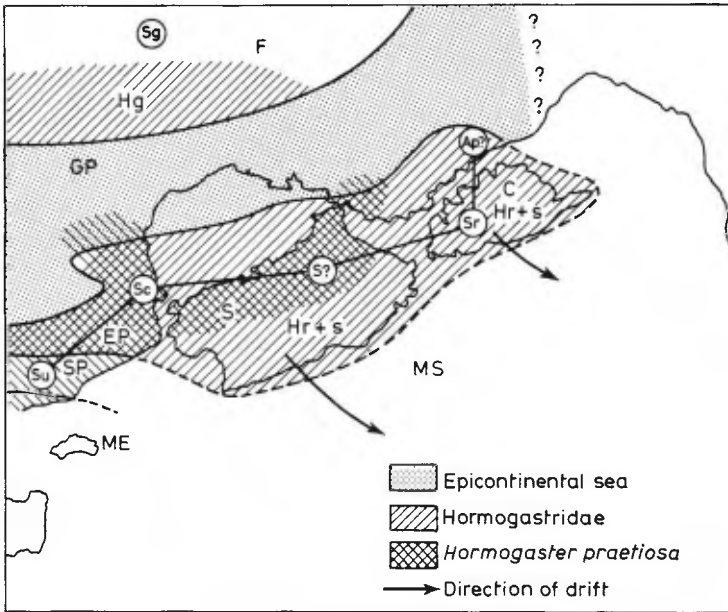 Sg
F
?
?
?
?
Hg
GP
Ap?
C
Hr+s
Sr
Sc
S?
S
EP
Hr+s
Su
SP
MS
ME
Epicontinental sea
Hormogastridae
Hormogaster praetiosa
Direction of drift